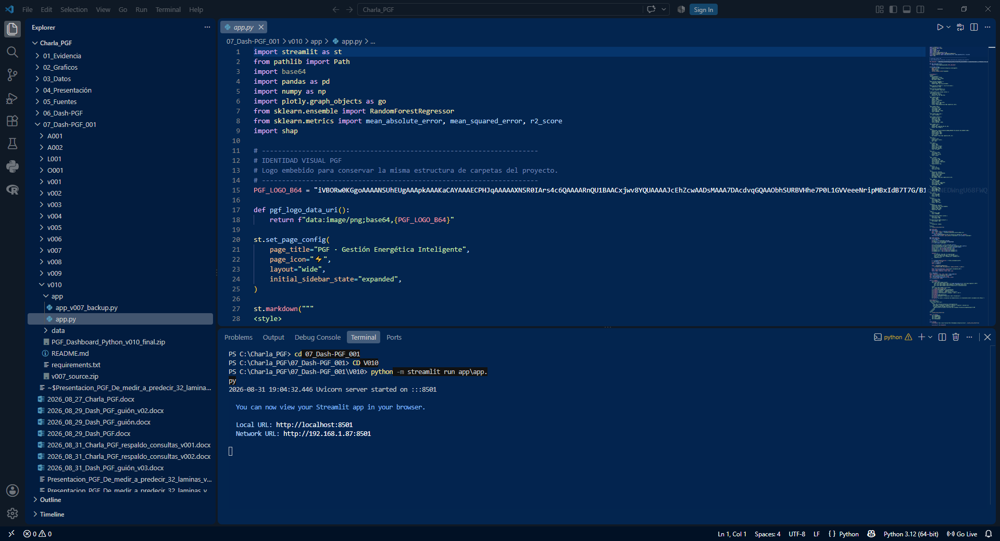 File Edit Selection View Go Run Terminal Help
Charla_PGF
Sign In
Explorer
Charla_PGF
01_Evidencia
02_Graficos
03_Datos
04_Presentación
05_Fuentes
06_Dash-PGF
07_Dash-PGF_001
A001
A002
L001
O001
v001
v002
v003
v004
v005
v006
v007
v008
v009
v010
app
app_v007_backup.py
app.py
data
PGF_Dashboard_Python_v010_final.zip
README.md
requirements.txt
v007_source.zip
~$Presentacion_PGF_De_medir_a_predecir_32_lamina...
2026_08_27_Charla_PGF.docx
2026_08_29_Dash_PGF_guión_v02.docx
2026_08_29_Dash_PGF_guión.docx
2026_08_29_Dash_PGF.docx
2026_08_31_Charla_PGF_respaldo_consultas_v001.docx
2026_08_31_Charla_PGF_respaldo_consultas_v002.docx
2026_08_31_Dash_PGF_guión_v03.docx
Presentacion_PGF_De_medir_a_predecir_32_laminas_v...
Presentacion_PGF_De_medir_a_predecir_32_laminas_v
Outline
Timeline
app.py
07_Dash-PGF_001 > v010 > app > app.py > ...
1 import streamlit as st
2 from pathlib import Path
3 import base64
4 import pandas as pd
5 import numpy as np
6 import plotly.graph_objects as go
7 from sklearn.ensemble import RandomForestRegressor
8 from sklearn.metrics import mean_absolute_error, mean_squared_error, r2_score
9 import shap
10
11 # ---------------------------------------------------------------------
12 # IDENTIDAD VISUAL PGF
13 # Logo embebido para conservar la misma estructura de carpetas del proyecto.
14 # ---------------------------------------------------------------------
15 PGF_LOGO_B64 = "iVBORw0KGgoAAAANSUhEUgAAApkAAAKaCAYAAAECPHJqAAAAAXNSR0IArs4c6QAAAARnQU1BAACxjwv8YQUAAAAJcEhZcwAADsMAAA7DAcdvqGQAAObhSURBVHhe7P0L1GVVeeeNripMBxIdB7T7G/B1
16
17 def pgf_logo_data_uri():
18 return f"data:image/png;base64,{PGF_LOGO_B64}"
19
20 st.set_page_config(
21 page_title="PGF · Gestión Energética Inteligente",
22 page_icon="⚡",
23 layout="wide",
24 initial_sidebar_state="expanded",
25 )
26
27 st.markdown("""
28 <style>
Problems Output Debug Console Terminal Ports
python
PS C:\Charla_PGF> cd 07_Dash-PGF_001
PS C:\Charla_PGF\07_Dash-PGF_001> CD V010
PS C:\Charla_PGF\07_Dash-PGF_001\V010> python -m streamlit run app\app.
py
2026-08-31 19:04:32.446 Uvicorn server started on :::8501
You can now view your Streamlit app in your browser.
Local URL: http://localhost:8501
Network URL: http://192.168.1.87:8501
0 0
Ln 1, Col 1 Spaces: 4 UTF-8 LF { } Python Python 3.12 (64-bit) Go Live